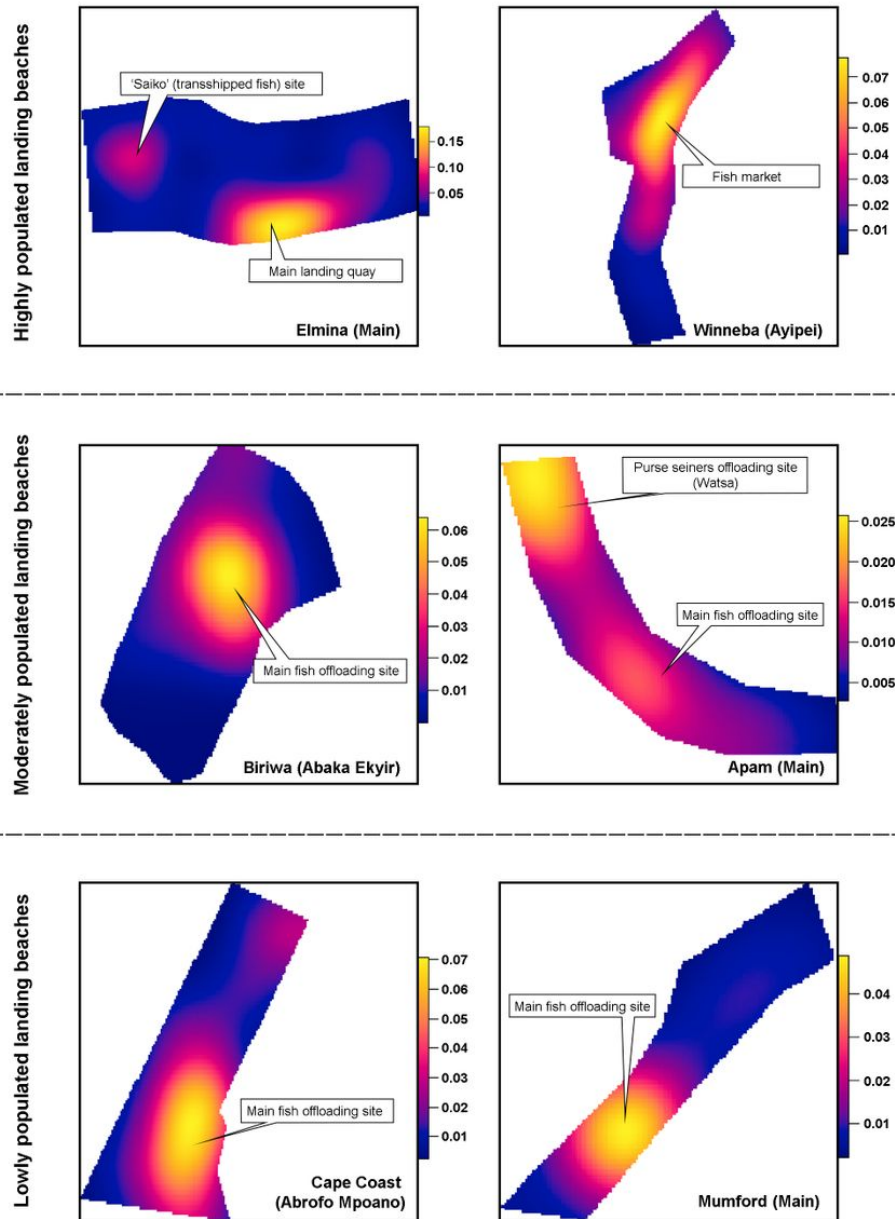 Highly populated landing beaches
'Saiko' (transshipped fish) site
0.15
0.10
0.05
Main landing quay
Elmina (Main)
0.07
0.06
0.05
0.04
0.03
0.02
0.01
Fish market
Winneba (Ayipei)
Moderately populated landing beaches
0.06
0.05
0.04
0.03
0.02
0.01
Main fish offloading site
Biriwa (Abaka Ekyir)
Purse seiners offloading site
(Watsa)
0.025
0.020
0.015
0.010
0.005
Main fish offloading site
Apam (Main)
Lowly populated landing beaches
0.07
0.06
0.05
0.04
0.03
0.02
0.01
Main fish offloading site
Cape Coast
(Abrofo Mpoano)
Main fish offloading site
0.04
0.03
0.02
0.01
Mumford (Main)